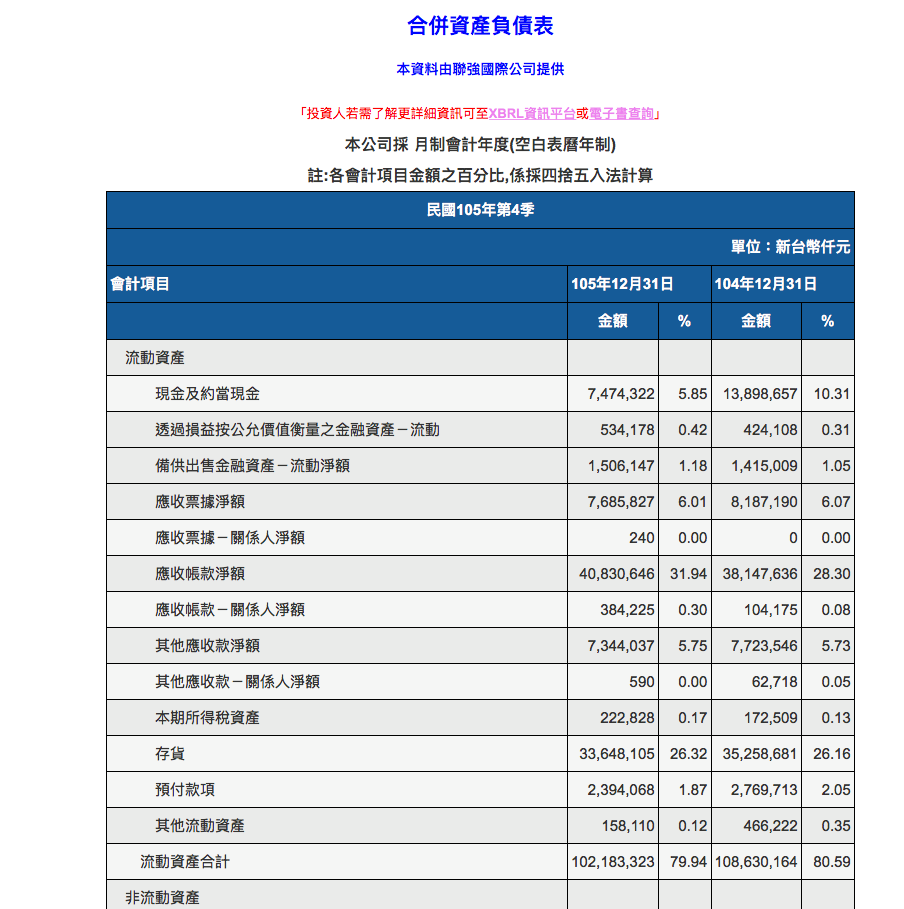 合併資產負債表
本資料由聯強國際公司提供
「投資人若需了解更詳細資訊可至XBRL資訊平台或電子書查詢」
本公司採 月制會計年度(空白表曆年制)
註:各會計項目金額之百分比,係採四捨五入法計算
民國105年第4季
單位：新台幣仟元
會計項目 105年12月31日 104年12月31日
金額 % 金額 %
流動資產
現金及約當現金 7,474,322 5.85 13,898,657 10.31
透過損益按公允價值衡量之金融資產－流動 534,178 0.42 424,108 0.31
備供出售金融資產－流動淨額 1,506,147 1.18 1,415,009 1.05
應收票據淨額 7,685,827 6.01 8,187,190 6.07
應收票據－關係人淨額 240 0.00 0 0.00
應收帳款淨額 40,830,646 31.94 38,147,636 28.30
應收帳款－關係人淨額 384,225 0.30 104,175 0.08
其他應收款淨額 7,344,037 5.75 7,723,546 5.73
其他應收款－關係人淨額 590 0.00 62,718 0.05
本期所得稅資產 222,828 0.17 172,509 0.13
存貨 33,648,105 26.32 35,258,681 26.16
預付款項 2,394,068 1.87 2,769,713 2.05
其他流動資產 158,110 0.12 466,222 0.35
流動資產合計 102,183,323 79.94 108,630,164 80.59
非流動資產